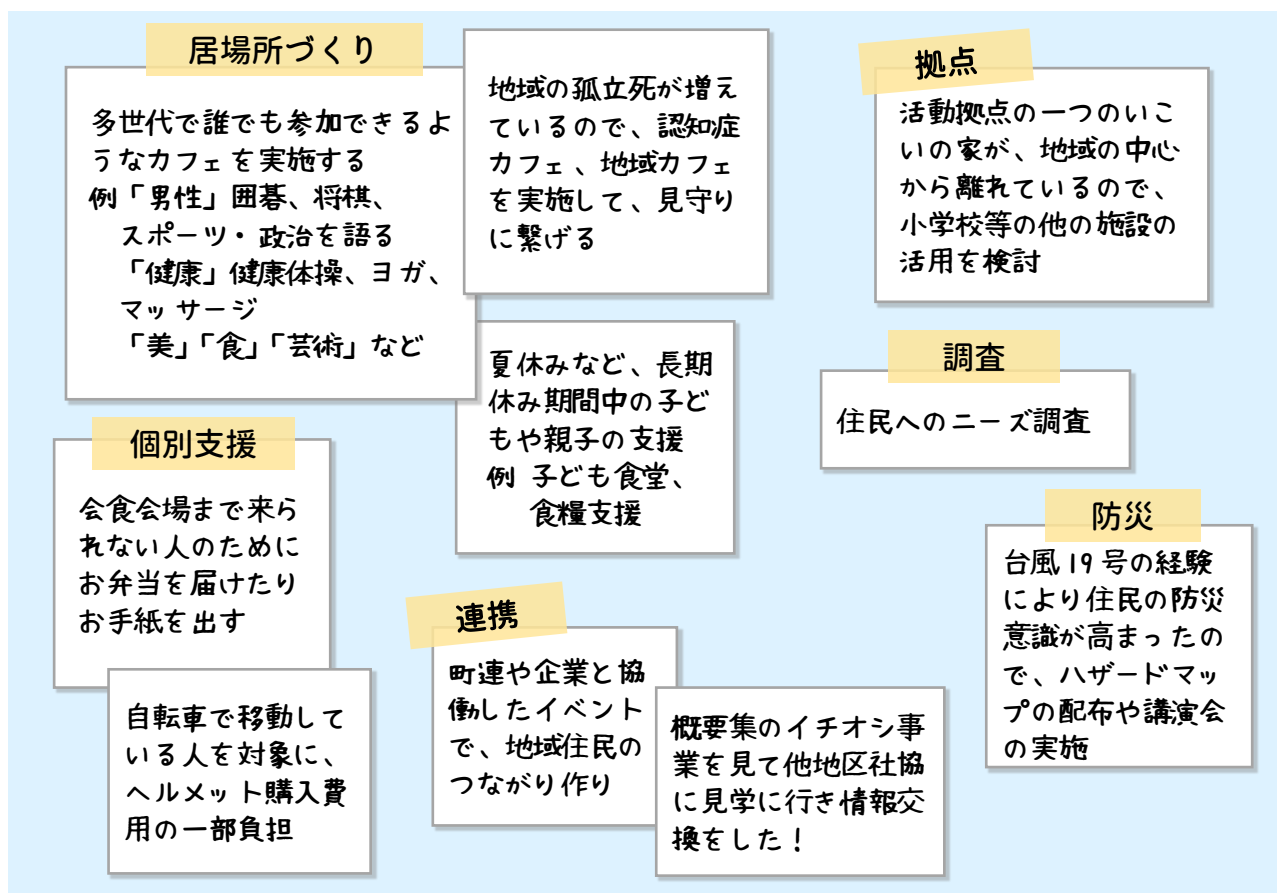 居場所づくり
多世代で誰でも参加できるよ
うなカフェを実施する
例「男性」囲碁、将棋、
スポーツ・政治を語る
「健康」健康体操、ヨガ、
マッサージ
「美」「食」「芸術」など
地域の孤立死が増え
ているので、認知症
カフェ、地域カフェ
を実施して、見守り
に繋げる
夏休みなど、長期
休み期間中の子ど
もや親子の支援
例 子ども食堂、
食糧支援
拠点
活動拠点の一つのいこ
いの家が、地域の中心
から離れているので、
小学校等の他の施設の
活用を検討
調査
住民へのニーズ調査
個別支援
会食会場まで来ら
れない人のために
お弁当を届けたり
お手紙を出す
自転車で移動して
いる人を対象に、
ヘルメット購入費
用の一部負担
連携
町連や企業と協
働したイベント
で、地域住民の
つながり作り
概要集のイチオシ事
業を見て他地区社協
に見学に行き情報交
換をした！
防災
台風19号の経験
により住民の防災
意識が高まったの
で、ハザードマッ
プの配布や講演会
の実施